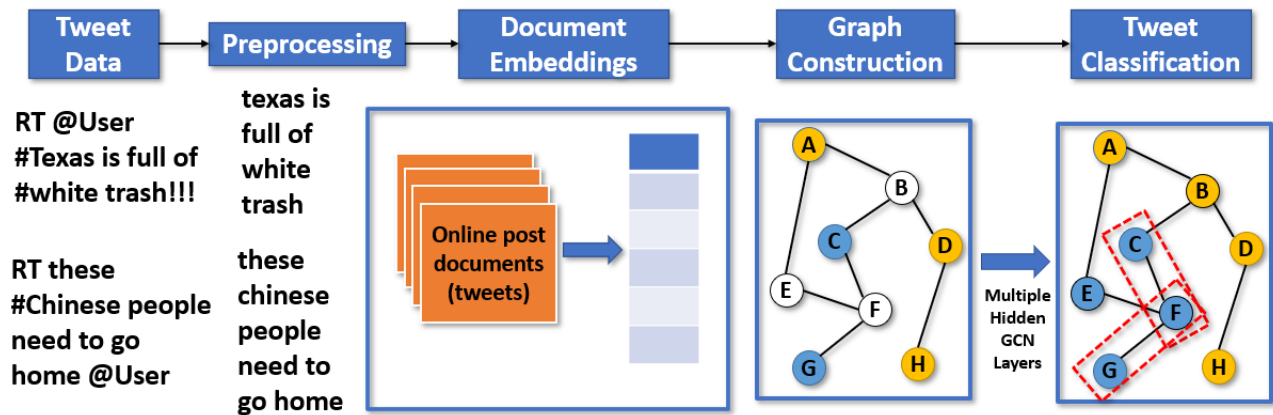 Tweet
Data
Preprocessing
Document
Embeddings
Graph
Construction
Tweet
Classification
RT @User
#Texas is full of
#white trash!!!
RT these
#Chinese people
need to go
home @User
texas is
full of
white
trash
these
chinese
people
need to
go home
Online post
documents
(tweets)
A
B
C
D
E
F
G
H
Multiple
Hidden
GCN
Layers
A
B
C
D
E
F
G
H